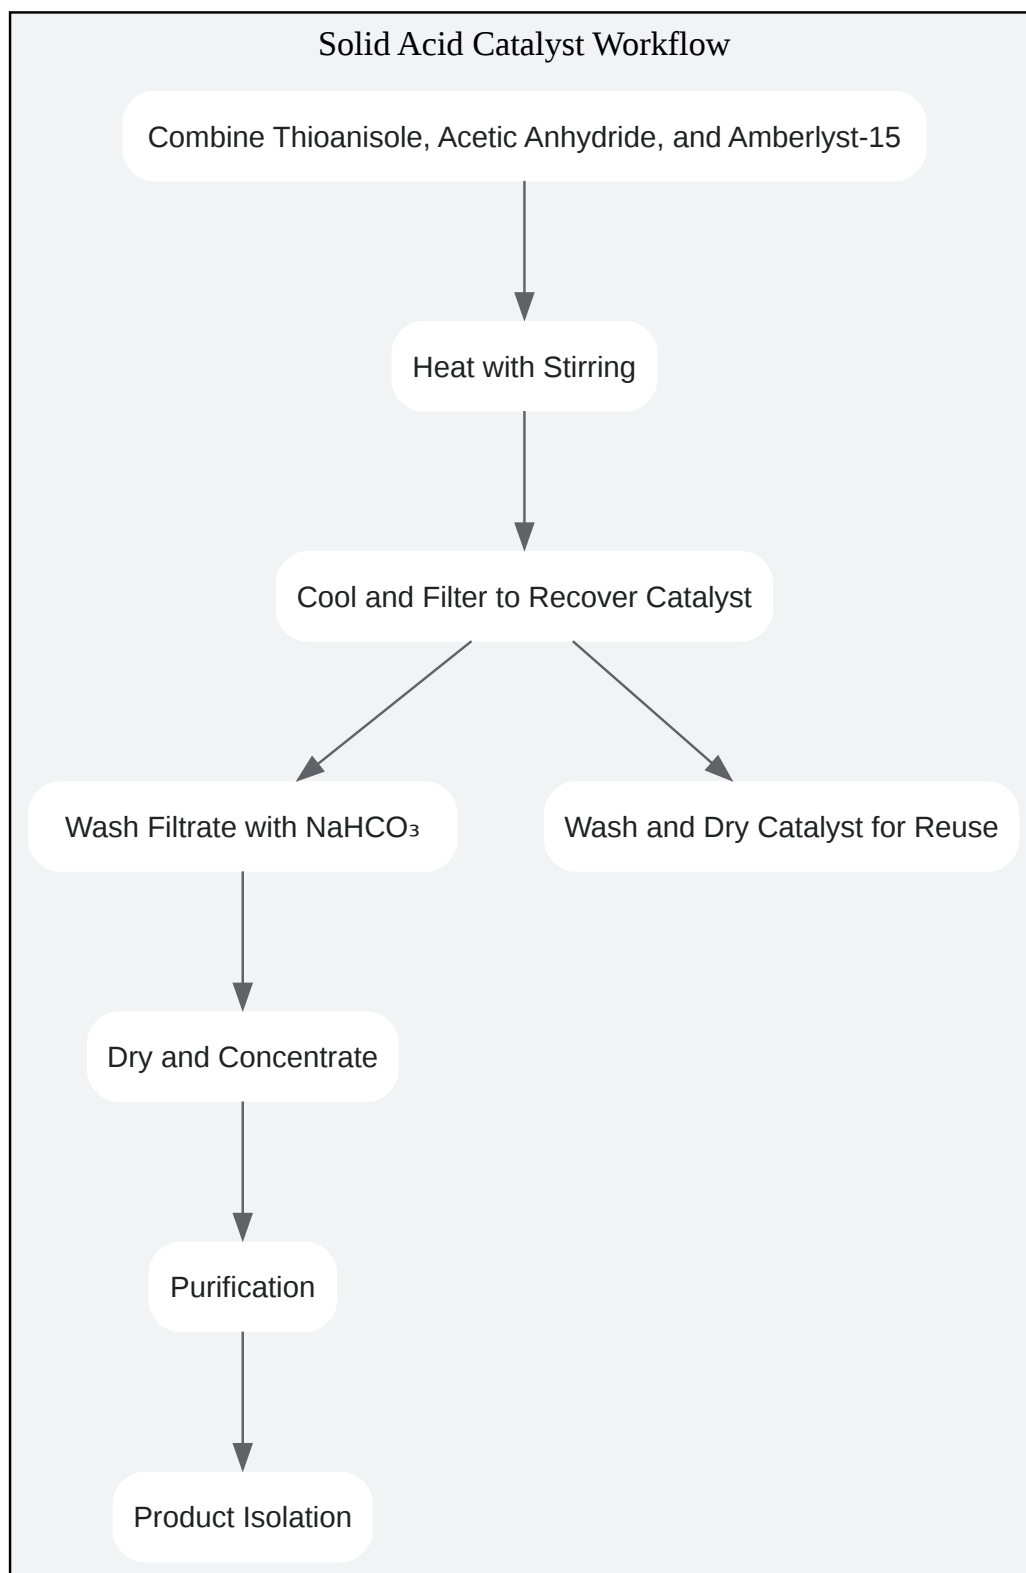 Solid Acid Catalyst Workflow
Combine Thioanisole, Acetic Anhydride, and Amberlyst-15
Heat with Stirring
Cool and Filter to Recover Catalyst
Wash Filtrate with NaHCO₃
Wash and Dry Catalyst for Reuse
Dry and Concentrate
Purification
Product Isolation